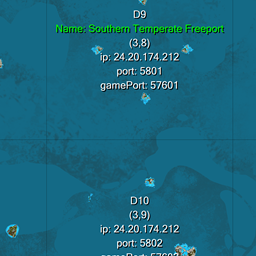 D9
Name: Southern Temperate Freeport
(3,8)
ip: 24.20.174.212
port: 5801
gamePort: 57601
D10
(3,9)
ip: 24.20.174.212
port: 5802